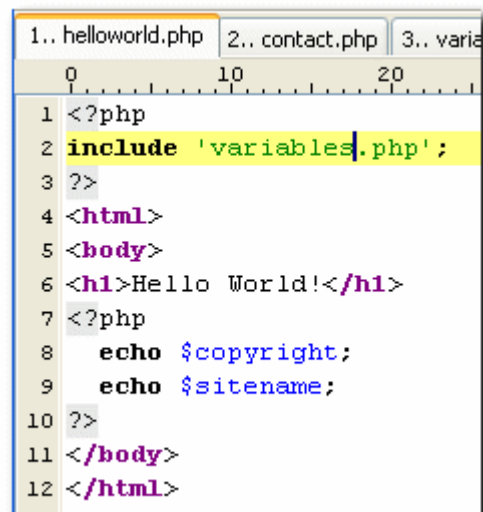 1.. helloworld.php 2.. contact.php 3.. varia
0 10 20
1 <?php
2 include 'variables.php';
3 ?>
4 <html>
5 <body>
6 <h1>Hello World!</h1>
7 <?php
8 echo $copyright;
9 echo $sitename;
10 ?>
11 </body>
12 </html>